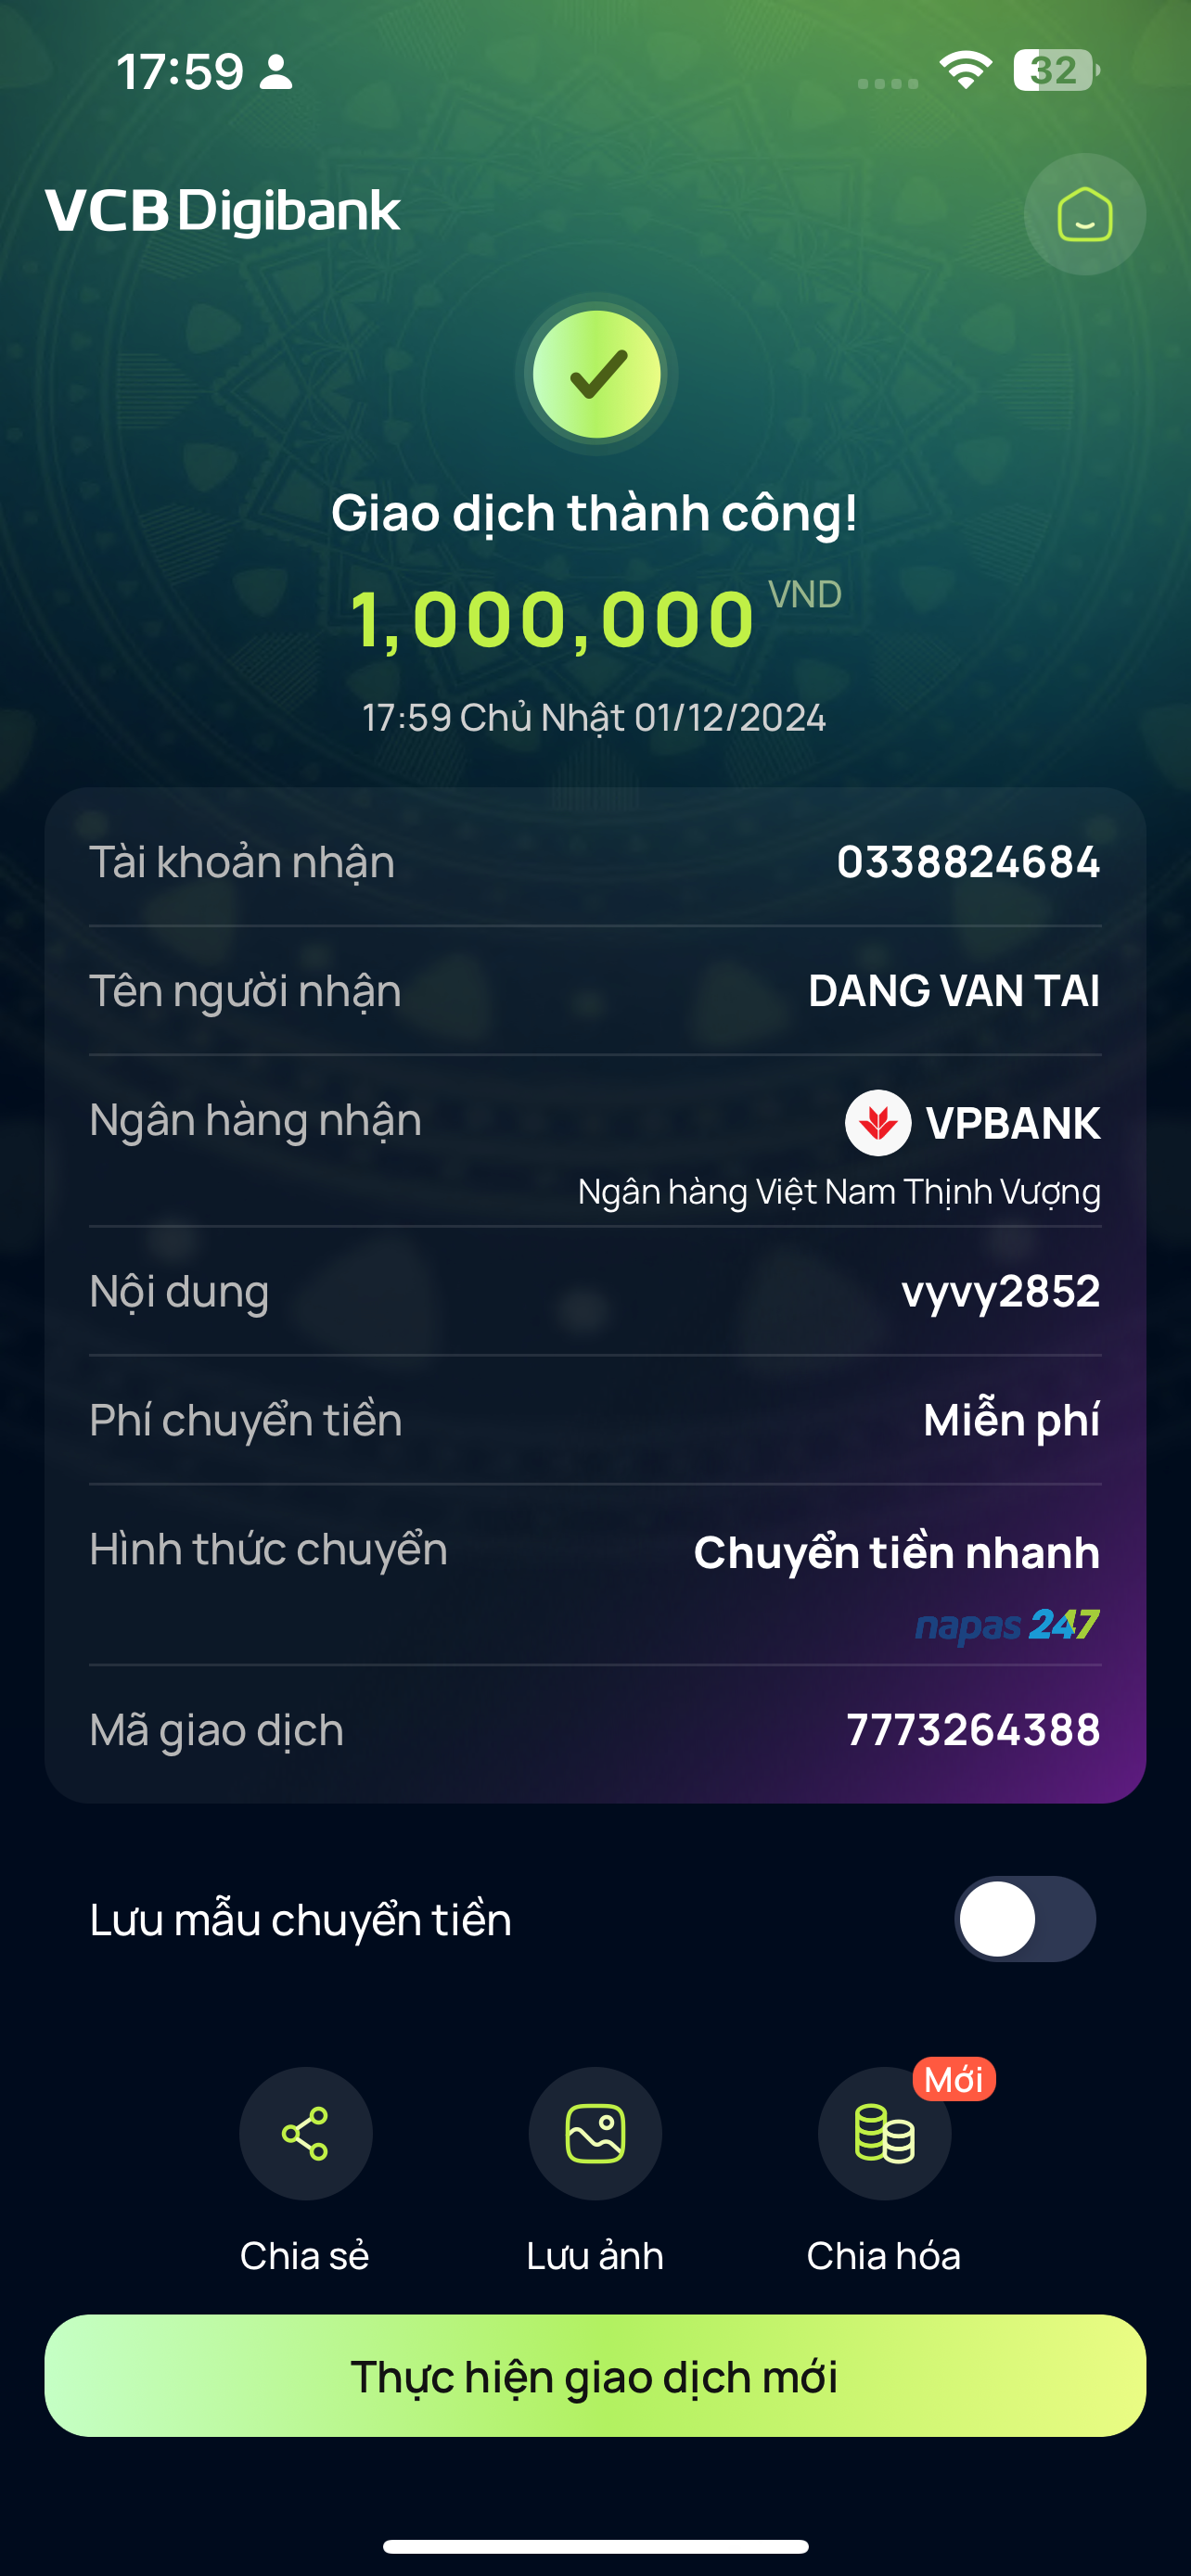 17:59
32
VCB Digibank
Giao dịch thành công!
1,000,000 VND
17:59 Chủ Nhật 01/12/2024
Tài khoản nhận 0338824684
Tên người nhận DANG VAN TAI
Ngân hàng nhận VPBANK
Ngân hàng Việt Nam Thịnh Vượng
Nội dung vyvy2852
Phí chuyển tiền Miễn phí
Hình thức chuyển Chuyển tiền nhanh
napas 247
Mã giao dịch 7773264388
Lưu mẫu chuyển tiền
Mới
Chia sẻ Lưu ảnh Chia hóa
Thực hiện giao dịch mới